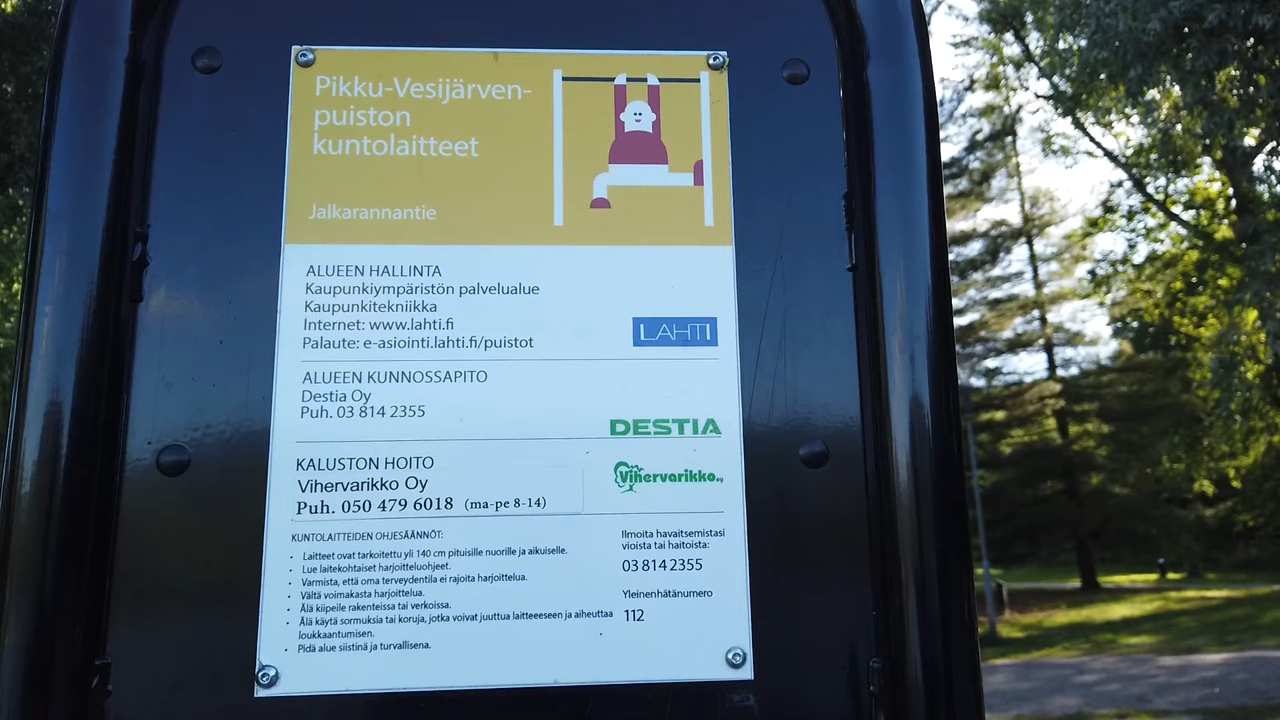 Pikku-Vesijärven-
puiston
kuntolaitteet
Jalkarannantie
ALUEEN HALLINTA
Kaupunkiympäristön palvelualue
Kaupunkitekniikka
Internet: www.lahti.fi
Palaute: e-asiointi.lahti.fi/puistot
LAHTI
ALUEEN KUNNOSSAPITO
Destia Oy
Puh. 03 814 2355
DESTIA
KALUSTON HOITO
Vihervarikko Oy
Puh. 050 479 6018 (ma-pe 8-14)
Vihervarikko oy
KUNTOLAITTEIDEN OHJESÄÄNNÖT:
• Laitteet ovat tarkoitettu yli 140 cm pituisille nuorille ja aikuiselle.
• Lue laitekohtaiset harjoitteluohjeet.
• Varmista, että oma terveydentila ei rajoita harjoittelua.
• Vältä voimakasta harjoittelua.
• Älä kiipeile rakenteissa tai verkoissa.
• Älä käytä sormuksia tai koruja, jotka voivat juuttua laitteeeseen ja aiheuttaa
loukkaantumisen.
• Pidä alue siistinä ja turvallisena.
Ilmoita havaitsemistasi
vioista tai haitoista:
03 814 2355
Yleinenhätänumero
112